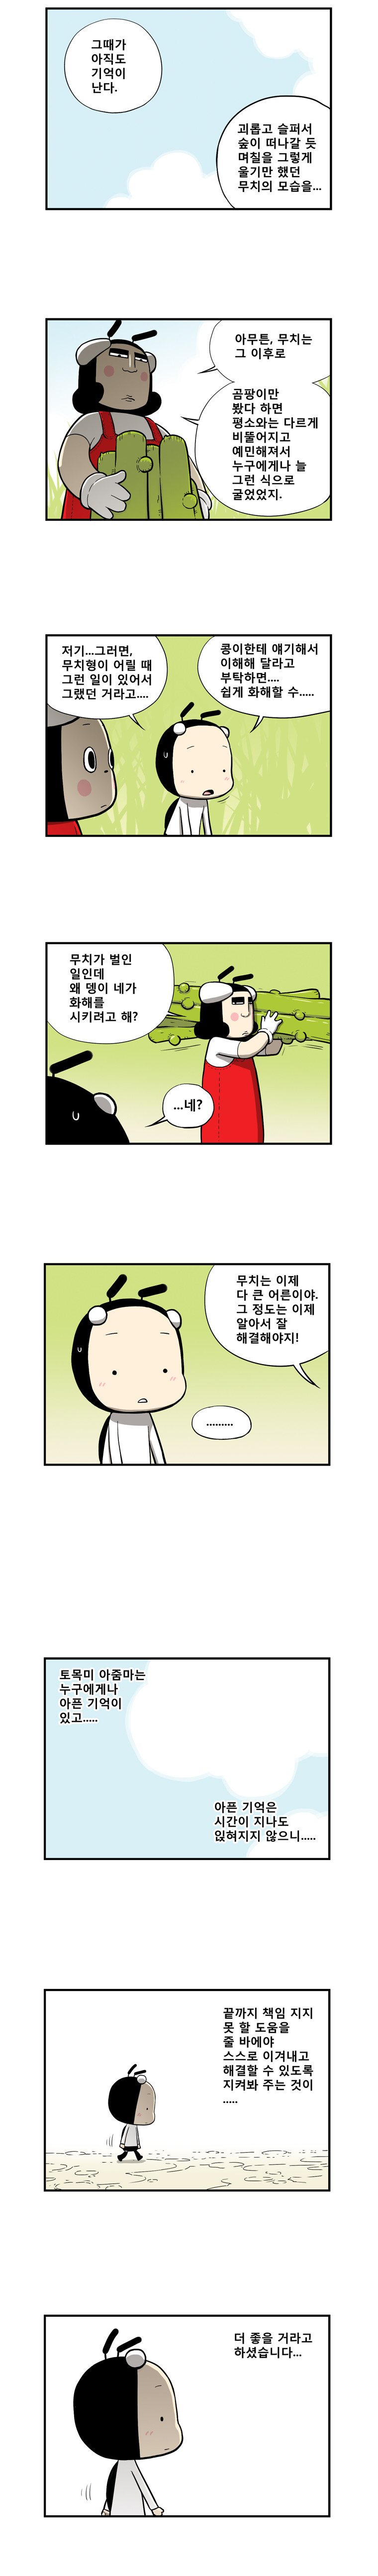 그때가
아직도
기억이
난다.
괴롭고 슬퍼서
숲이 떠나갈 듯
며칠을 그렇게
울기만 했던
무치의 모습을...
아무튼, 무치는
그 이후로
곰팡이만
봤다 하면
평소와는 다르게
비뚤어지고
예민해져서
누구에게나 늘
그런 식으로
굴었었지.
저기...그러면,
무치형이 어릴 때
그런 일이 있어서
그랬던 거라고....
콩이한테 얘기해서
이해해 달라고
부탁하면....
쉽게 화해할 수.....
무치가 벌인
일인데
왜 뎅이 네가
화해를
시키려고 해?
...네?
무치는 이제
다 큰 어른이야.
그 정도는 이제
알아서 잘
해결해야지!
.........
토목미 아줌마는
누구에게나
아픈 기억이
있고.....
아픈 기억은
시간이 지나도
잊혀지지 않으니.....
끝까지 책임 지지
못 할 도움을
줄 바에야
스스로 이겨내고
해결할 수 있도록
지켜봐 주는 것이
.....
더 좋을 거라고
하셨습니다...